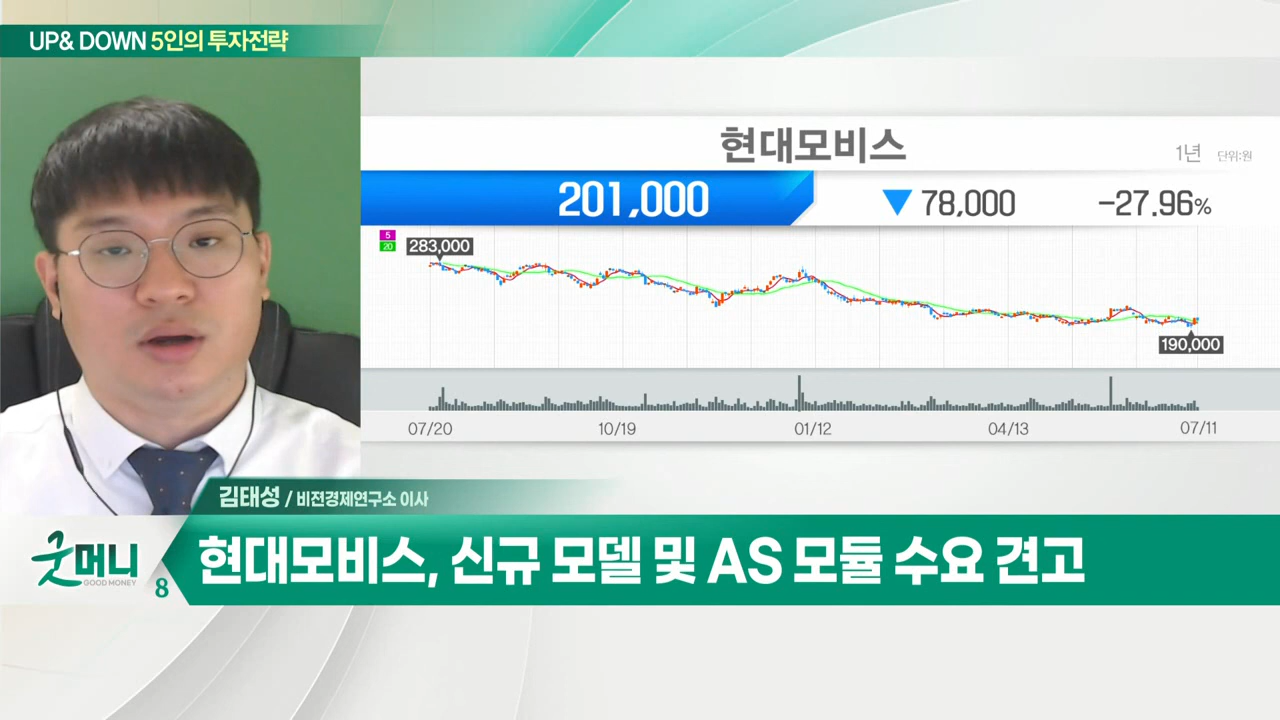 UP& DOWN 5인의 투자전략
현대모비스
1년 단위:원
201,000 ▼ 78,000 -27.96%
5
20
283,000
190,000
07/20 10/19 01/12 04/13 07/11
김태성 / 비전경제연구소 이사
굿머니
GOOD MONEY
8
현대모비스, 신규 모델 및 AS 모듈 수요 견고